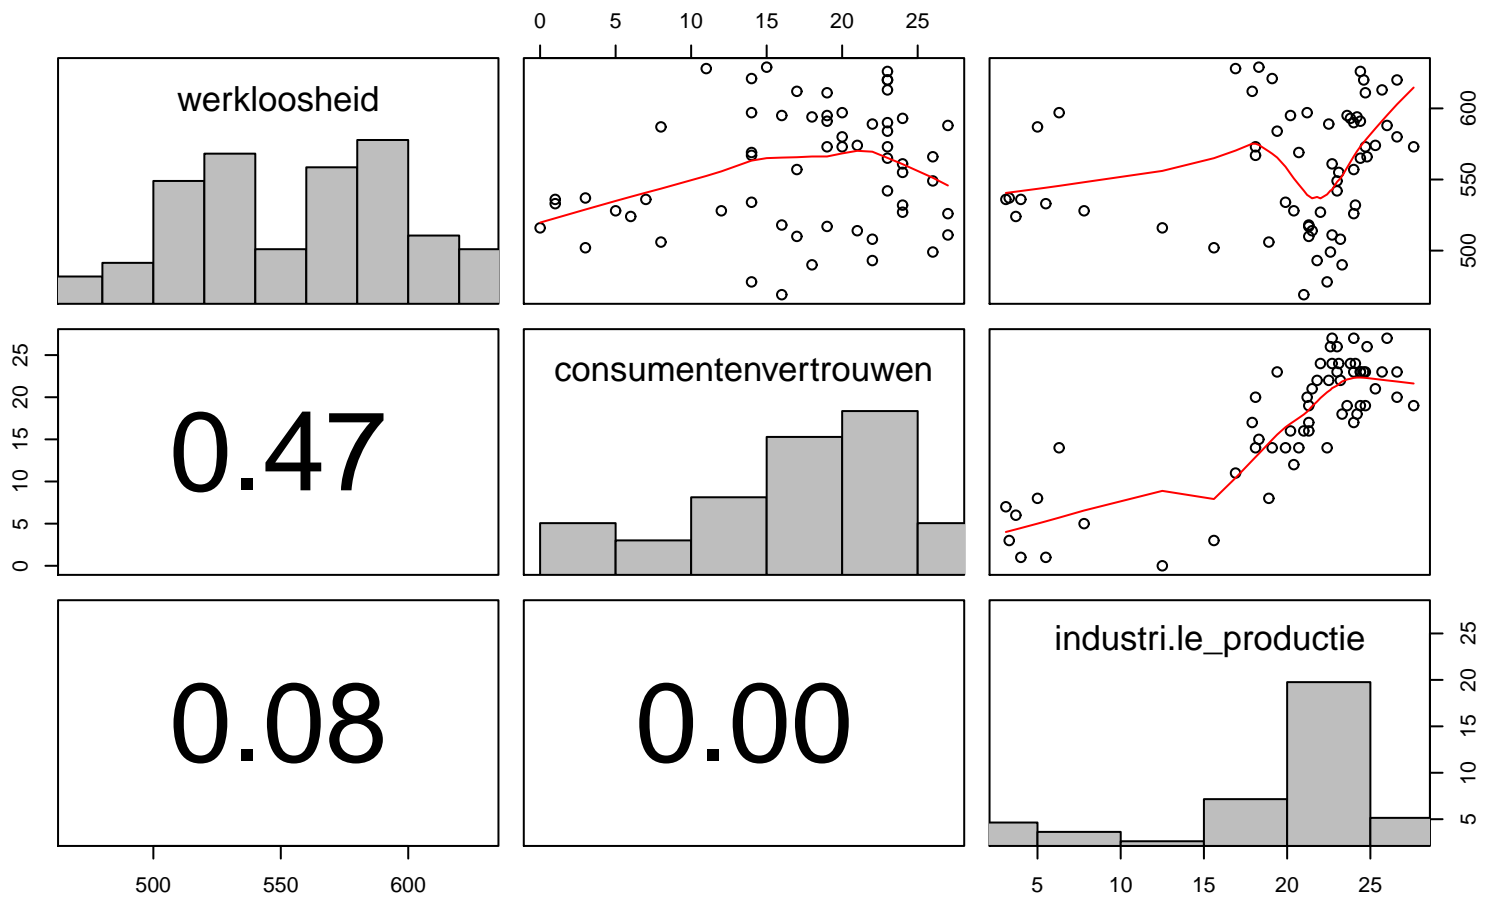 0 5 10 15 20 25
werkloosheid
500 550 600
0 5 10 15 20 25
0.47
consumentenvertrouwen
0.08
0.00
industri.le_productie
5 10 15 20 25
500 550 600
5 10 15 20 25